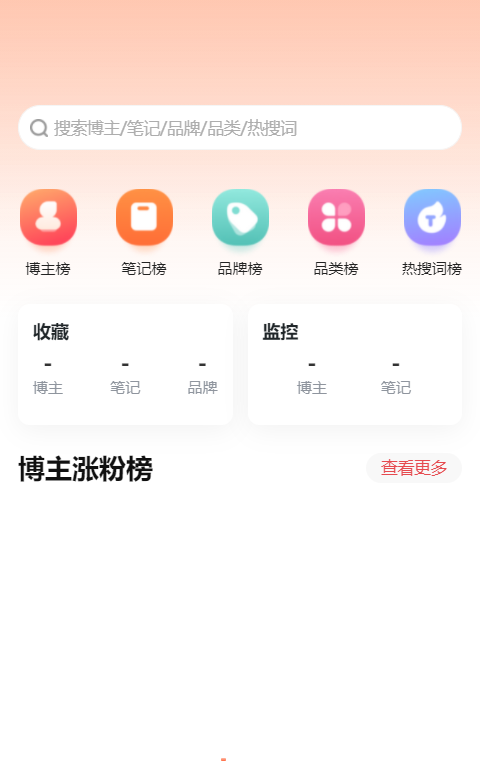 搜索博主/笔记/品牌/品类/热搜词
博主榜 笔记榜 品牌榜 品类榜 热搜词榜
收藏 监控
- - - - -
博主 笔记 品牌 博主 笔记
博主涨粉榜 查看更多